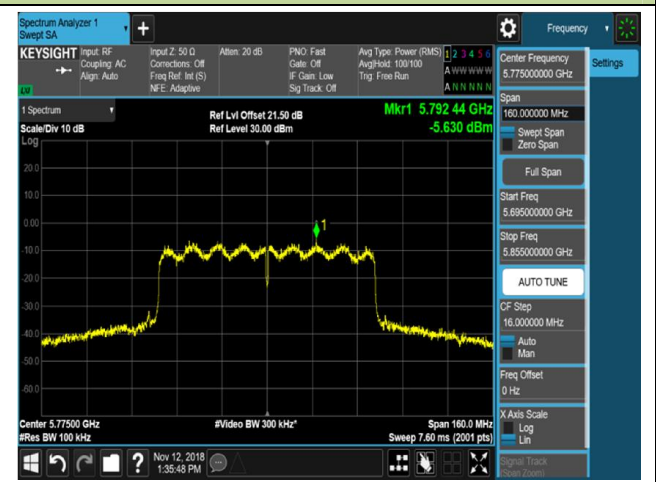 Spectrum Analyzer 1
Swept SA
+
Frequency
KEYSIGHT
Input: RF
Coupling: AC
Align: Auto
Input Z: 50 Ω
Corrections: Off
Freq Ref: Int (S)
NFE: Adaptive
Atten: 20 dB
PNO: Fast
Gate: Off
IF Gain: Low
Sig Track: Off
Avg Type: Power (RMS)
Avg|Hold: 100/100
Trig: Free Run
1 2 3 4 5 6
A W W W W W
A N N N N N
1 Spectrum
Scale/Div 10 dB
Log
Ref Lvl Offset 21.50 dB
Ref Level 30.00 dBm
Mkr1 5.792 44 GHz
-5.630 dBm
20.0
10.0
0.00
-10.0
-20.0
-30.0
-40.0
-50.0
-60.0
1
Center 5.77500 GHz
#Res BW 100 kHz
#Video BW 300 kHz*
Span 160.0 MHz
Sweep 7.60 ms (2001 pts)
Nov 12, 2018
1:35:48 PM
?
Center Frequency
5.775000000 GHz
Settings
Span
160.000000 MHz
Swept Span
Zero Span
Full Span
Start Freq
5.695000000 GHz
Stop Freq
5.855000000 GHz
AUTO TUNE
CF Step
16.000000 MHz
Auto
Man
Freq Offset
0 Hz
X Axis Scale
Log
Lin
Signal Track
(Span Zoom)